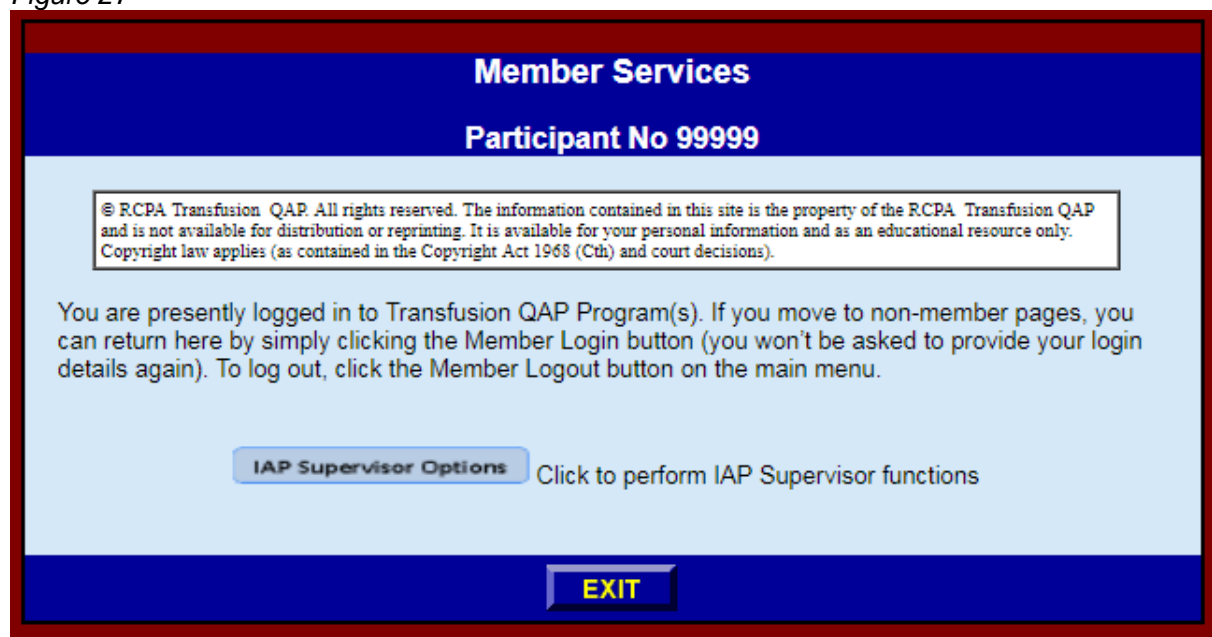 Figure 27
Member Services
Participant No 99999
© RCPA Transfusion QAP. All rights reserved. The information contained in this site is the property of the RCPA Transfusion QAP
and is not available for distribution or reprinting. It is available for your personal information and as an educational resource only.
Copyright law applies (as contained in the Copyright Act 1968 (Cth) and court decisions).
You are presently logged in to Transfusion QAP Program(s). If you move to non-member pages, you
can return here by simply clicking the Member Login button (you won't be asked to provide your login
details again). To log out, click the Member Logout button on the main menu.
IAP Supervisor Options Click to perform IAP Supervisor functions
EXIT